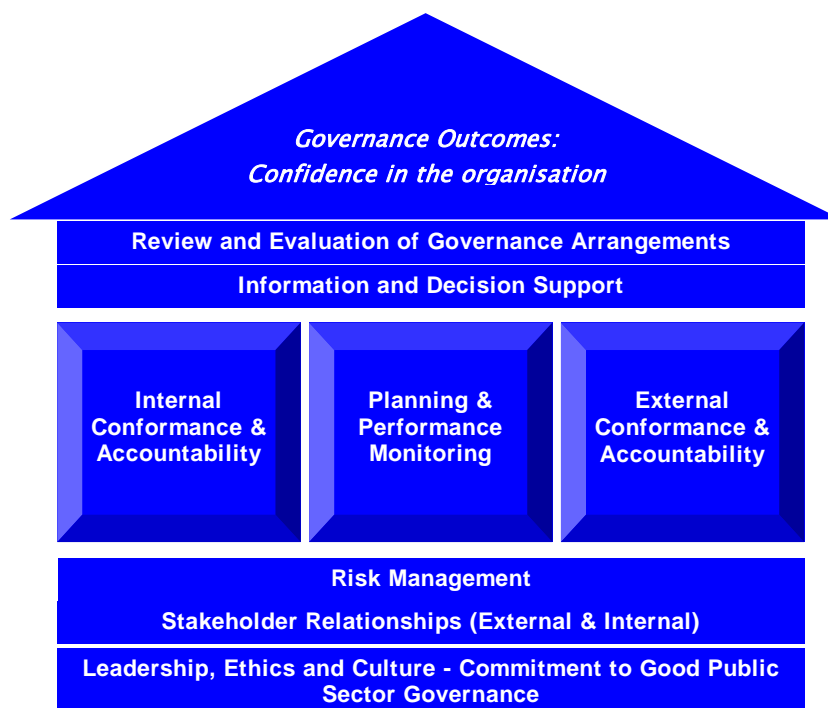 Governance Outcomes:
Confidence in the organisation
Review and Evaluation of Governance Arrangements
Information and Decision Support
Internal
Conformance &
Accountability
Planning &
Performance
Monitoring
External
Conformance &
Accountability
Risk Management
Stakeholder Relationships (External & Internal)
Leadership, Ethics and Culture - Commitment to Good Public
Sector Governance